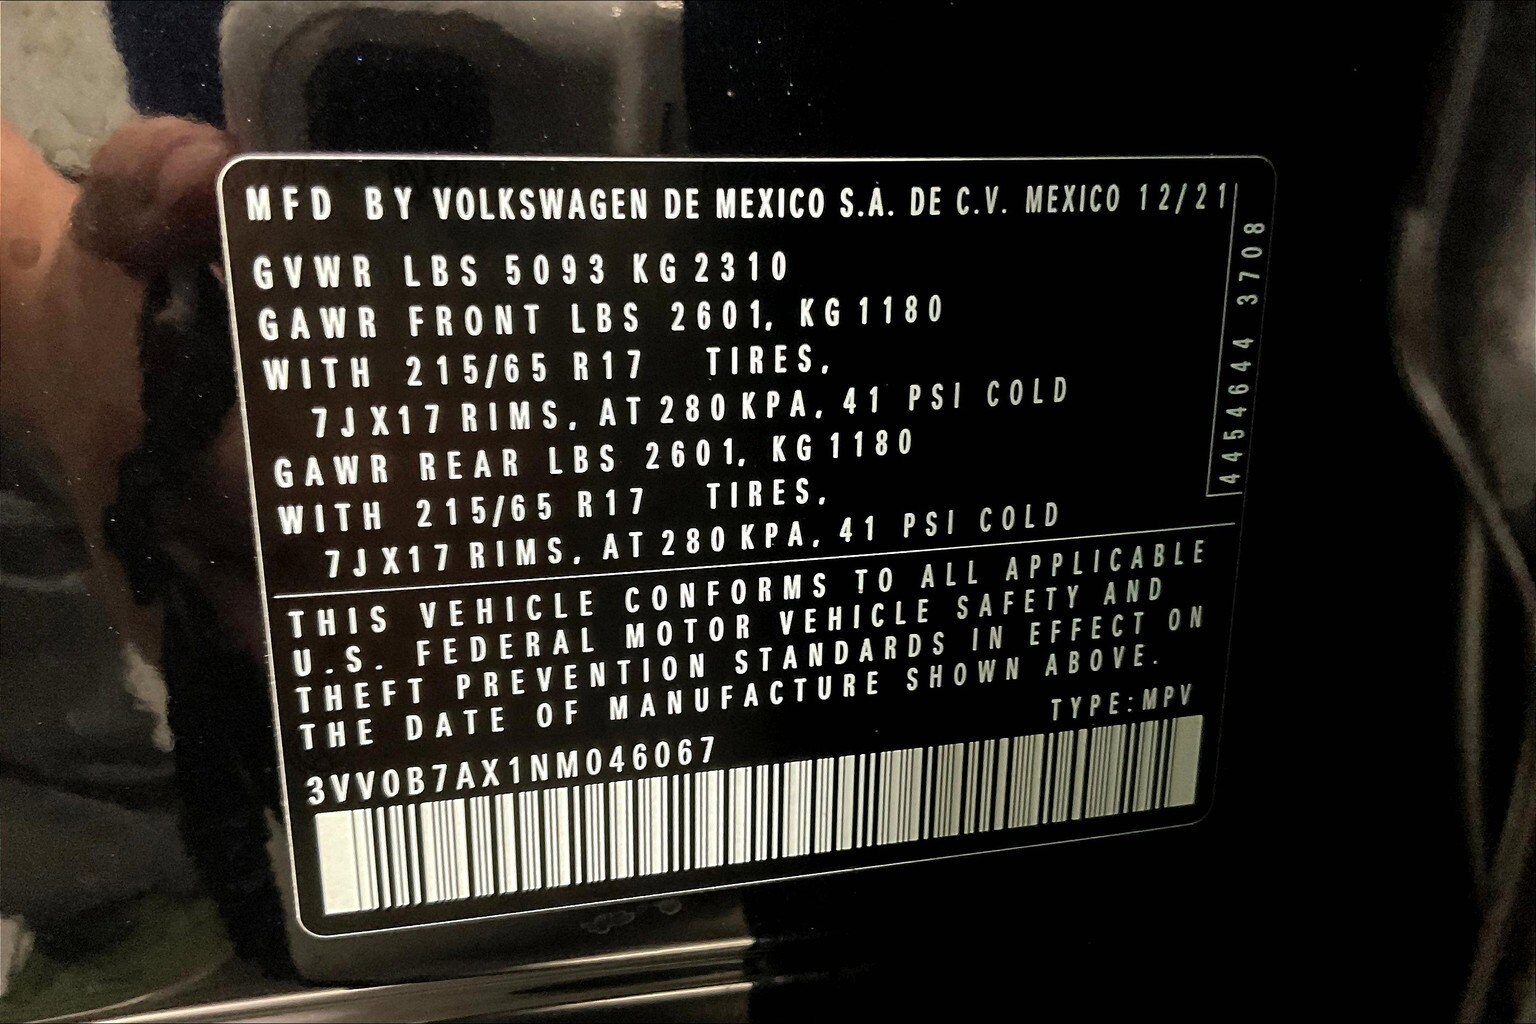 MFD BY VOLKSWAGEN DE MEXICO S.A. DE C.V. MEXICO 12/21
GVWR LBS 5093 KG 2310
GAWR FRONT LBS 2601, KG 1180
WITH 215/65 R17 TIRES,
7JX17 RIMS, AT 280 KPA, 41 PSI COLD
GAWR REAR LBS 2601, KG 1180
WITH 215/65 R17 TIRES,
7JX17 RIMS, AT 280 KPA, 41 PSI COLD
4454644 3708
THIS VEHICLE CONFORMS TO ALL APPLICABLE
U.S. FEDERAL MOTOR VEHICLE SAFETY AND
THEFT PREVENTION STANDARDS IN EFFECT ON
THE DATE OF MANUFACTURE SHOWN ABOVE.
TYPE:MPV
3VV0B7AX1NM046067